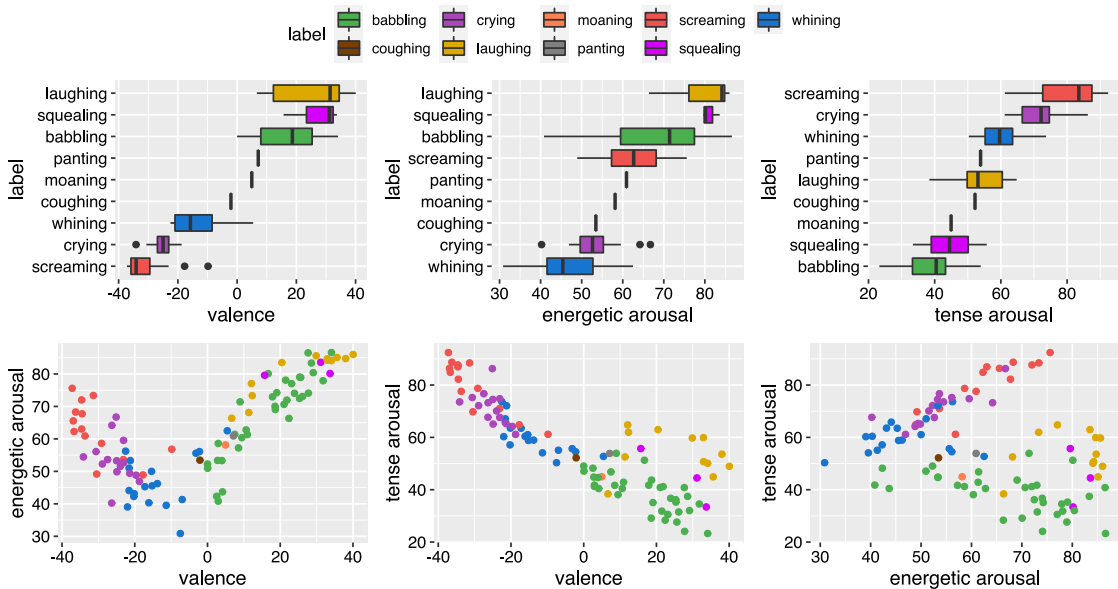 label
babbling
crying
moaning
screaming
whining
coughing
laughing
panting
squealing
label
laughing
squealing
babbling
panting
moaning
coughing
whining
crying
screaming
-40 -20 0 20 40
valence
label
laughing
squealing
babbling
screaming
panting
moaning
coughing
crying
whining
30 40 50 60 70 80
energetic arousal
label
screaming
crying
whining
panting
laughing
coughing
moaning
squealing
babbling
20 40 60 80
tense arousal
energetic arousal
80
70
60
50
40
30
-40 -20 0 20 40
valence
tense arousal
80
60
40
20
-40 -20 0 20 40
valence
tense arousal
80
60
40
20
30 40 50 60 70 80
energetic arousal